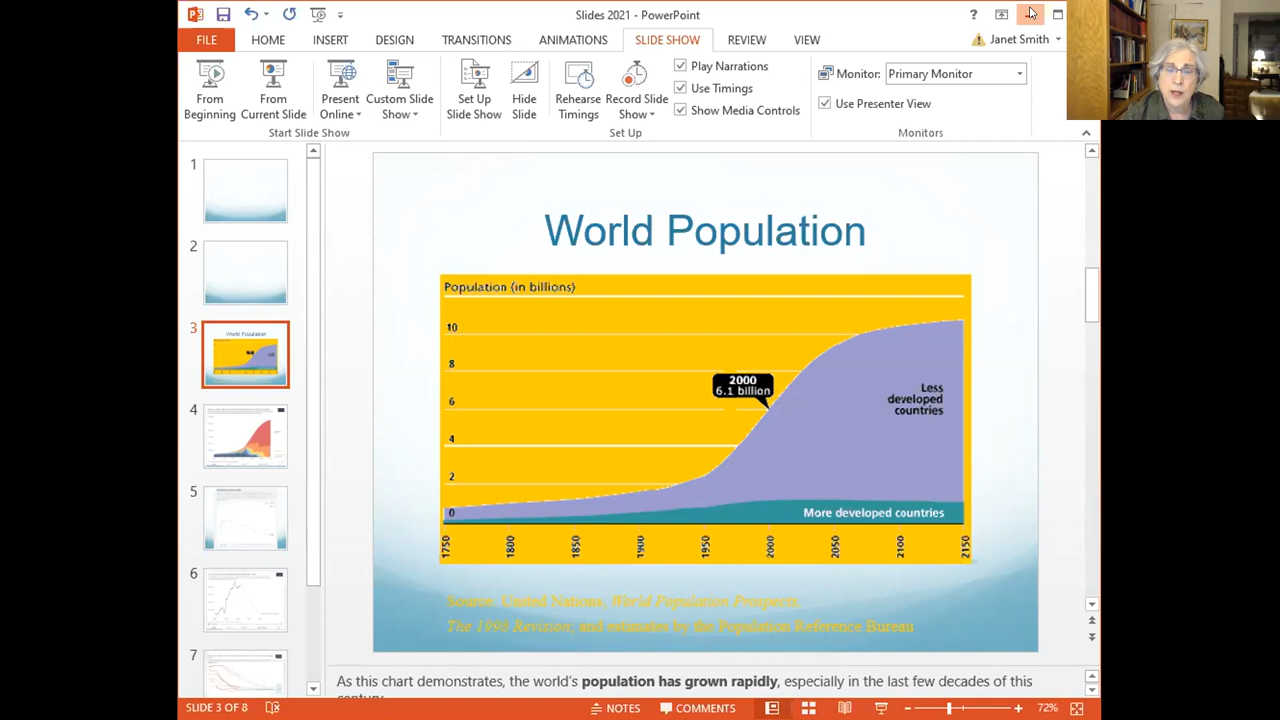 Slides 2021 - PowerPoint
?
FILE HOME INSERT DESIGN TRANSITIONS ANIMATIONS SLIDE SHOW REVIEW VIEW
Janet Smith
From Beginning
From Current Slide
Present Online
Custom Slide Show
Set Up Slide Show
Hide Slide
Rehearse Timings
Record Slide Show
Play Narrations
Use Timings
Show Media Controls
Monitor: Primary Monitor
Use Presenter View
Start Slide Show
Set Up
Monitors
1
2
3
World Population
4
5
6
7
World Population
Population (in billions)
10
8
6
4
2
0
2000
6.1 billion
Less
developed
countries
More developed countries
1750 1800 1850 1900 1950 2000 2050 2100 2150
Source: United Nations, World Population Prospects,
The 1998 Revision; and estimates by the Population Reference Bureau
As this chart demonstrates, the world's population has grown rapidly, especially in the last few decades of this
century.
SLIDE 3 OF 8 NOTES COMMENTS 72%